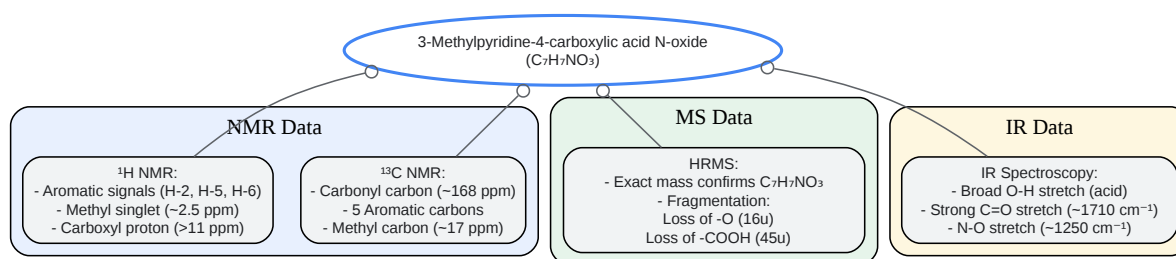 3-Methylpyridine-4-carboxylic acid N-oxide
(C₇H₇NO₃)
NMR Data
¹H NMR:
- Aromatic signals (H-2, H-5, H-6)
- Methyl singlet (~2.5 ppm)
- Carboxyl proton (>11 ppm)
¹³C NMR:
- Carbonyl carbon (~168 ppm)
- 5 Aromatic carbons
- Methyl carbon (~17 ppm)
MS Data
HRMS:
- Exact mass confirms C₇H₇NO₃
- Fragmentation:
Loss of -O (16u)
Loss of -COOH (45u)
IR Data
IR Spectroscopy:
- Broad O-H stretch (acid)
- Strong C=O stretch (~1710 cm⁻¹)
- N-O stretch (~1250 cm⁻¹)